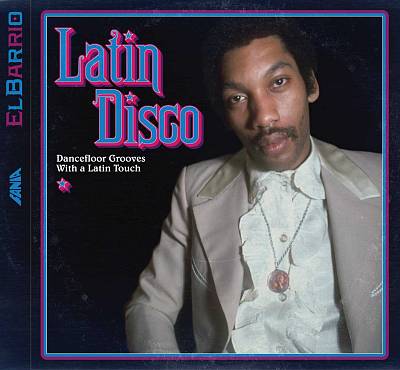 EL BARRIO
FANIA
Latin
Disco
Dancefloor Grooves
With a Latin Touch